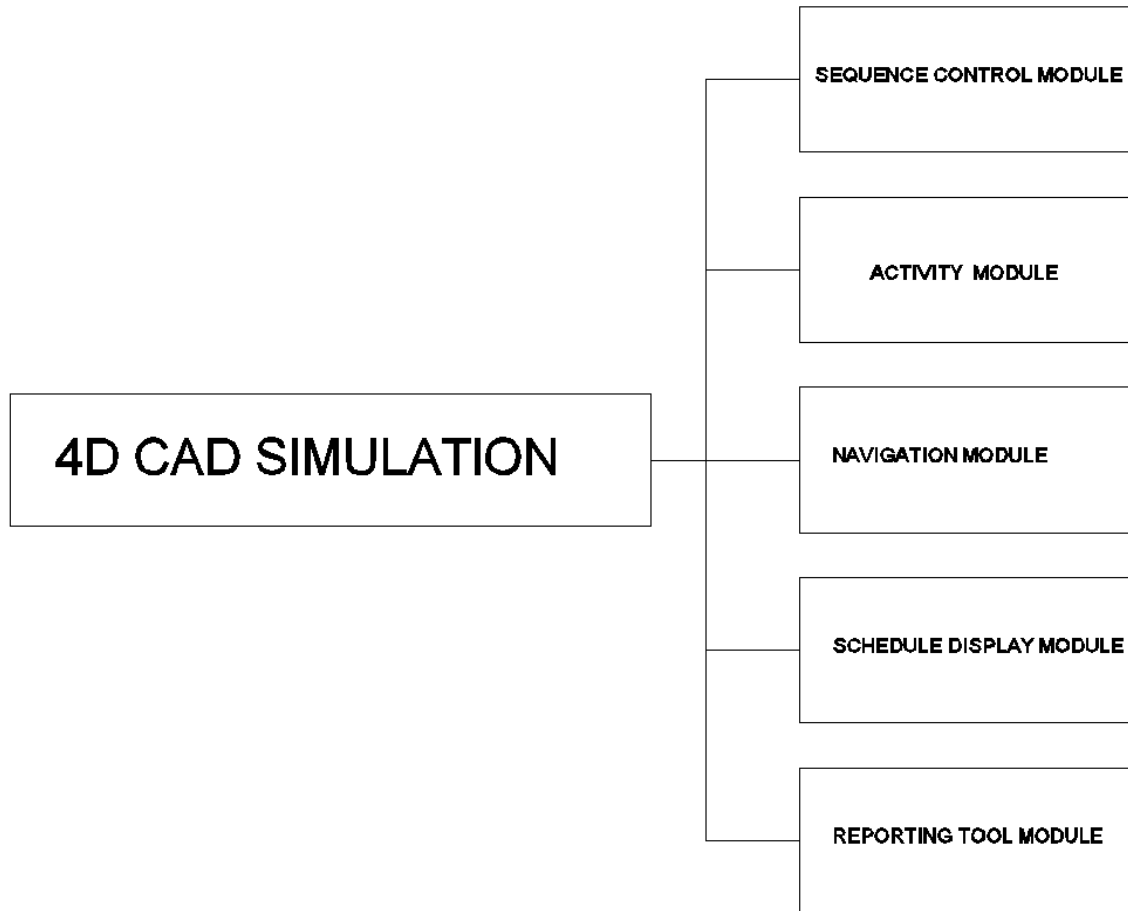 SEQUENCE CONTROL MODULE
ACTIVITY MODULE
4D CAD SIMULATION
NAVIGATION MODULE
SCHEDULE DISPLAY MODULE
REPORTING TOOL MODULE